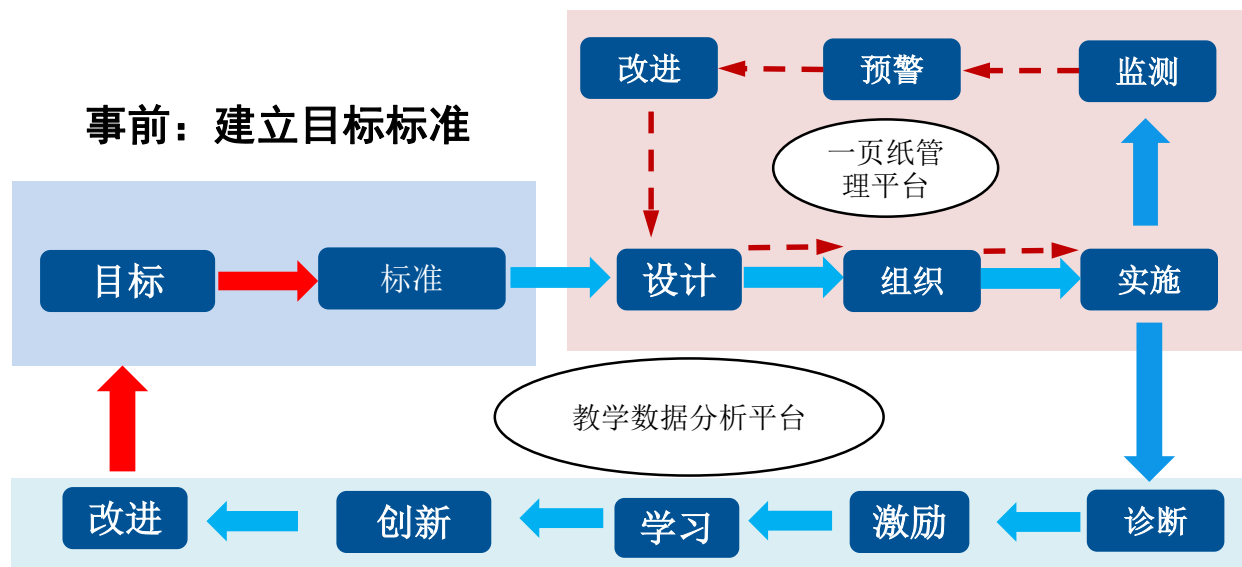 改进
预警
监测
事前：建立目标标准
一页纸管
理平台
目标
标准
设计
组织
实施
教学数据分析平台
改进
创新
学习
激励
诊断